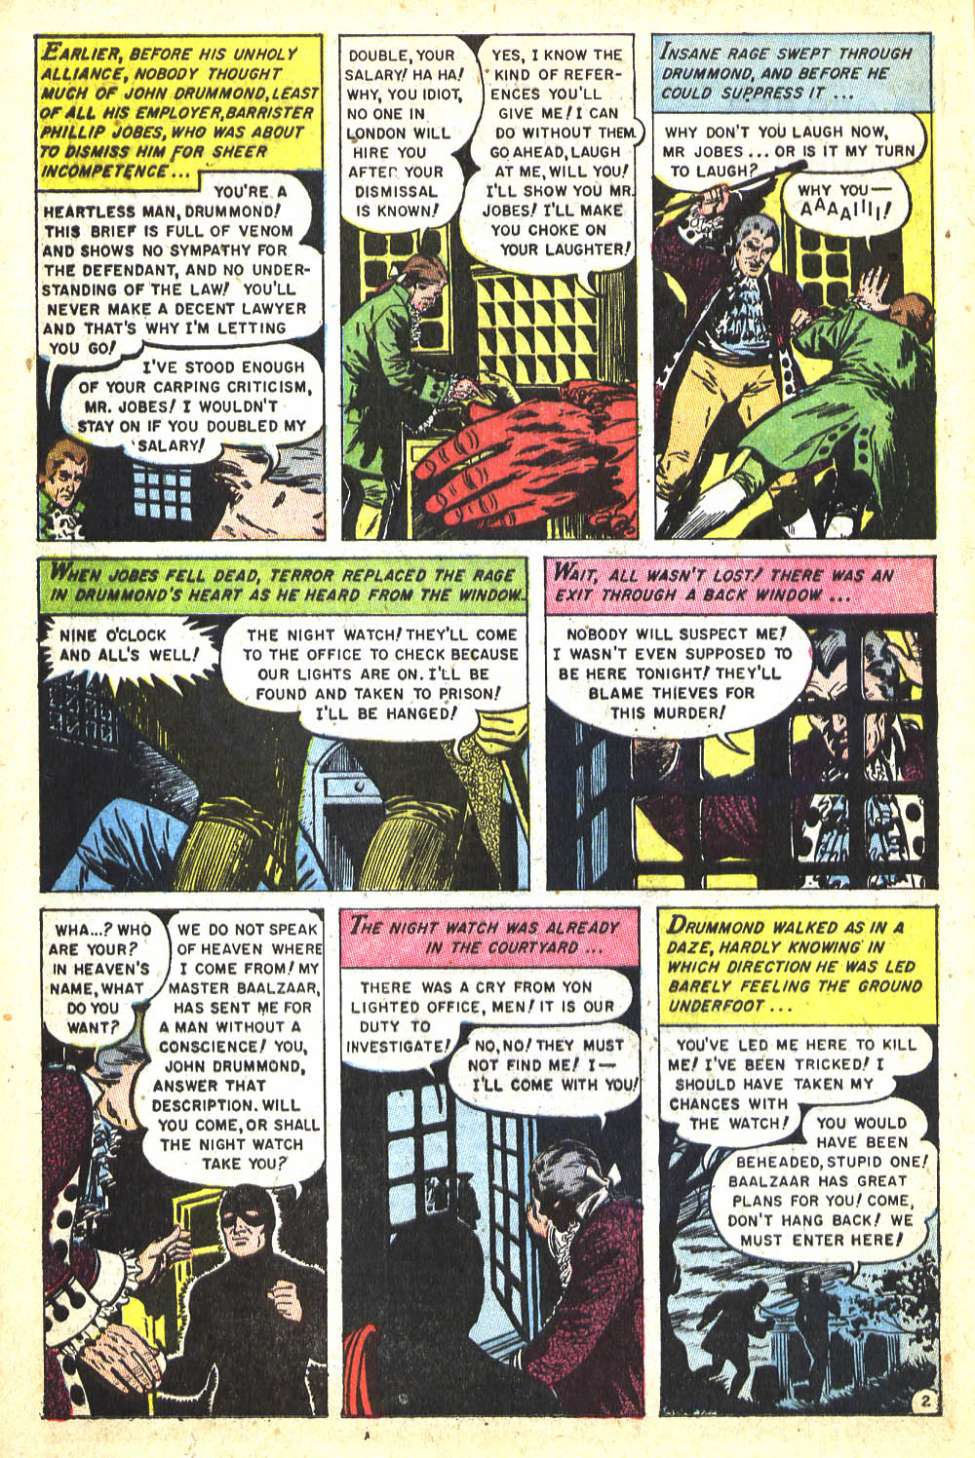 EARLIER, BEFORE HIS UNHOLY
ALLIANCE, NOBODY THOUGHT
MUCH OF JOHN DRUMMOND, LEAST
OF ALL HIS EMPLOYER, BARRISTER
PHILLIP JOBES, WHO WAS ABOUT
TO DISMISS HIM FOR SHEER
INCOMPETENCE...
YOU'RE A
HEARTLESS MAN, DRUMMOND!
THIS BRIEF IS FULL OF VENOM
AND SHOWS NO SYMPATHY FOR
THE DEFENDANT, AND NO UNDER-
STANDING OF THE LAW! YOU'LL
NEVER MAKE A DECENT LAWYER
AND THAT'S WHY I'M LETTING
YOU GO!
I'VE STOOD ENOUGH
OF YOUR CARPING CRITICISM,
MR. JOBES! I WOULDN'T
STAY ON IF YOU DOUBLED MY
SALARY!
DOUBLE, YOUR
SALARY! HA HA!
WHY, YOU IDIOT,
NO ONE IN
LONDON WILL
HIRE YOU
AFTER YOUR
DISMISSAL
IS KNOWN!
YES, I KNOW THE
KIND OF REFER-
ENCES YOU'LL
GIVE ME! I CAN
DO WITHOUT THEM.
GO AHEAD, LAUGH
AT ME, WILL YOU!
I'LL SHOW YOU MR.
JOBES! I'LL MAKE
YOU CHOKE ON
YOUR LAUGHTER!
INSANE RAGE SWEPT THROUGH
DRUMMOND, AND BEFORE HE
COULD SUPPRESS IT ...
WHY DON'T YOU LAUGH NOW,
MR JOBES ... OR IS IT MY TURN
TO LAUGH?
WHY YOU—
AAAAIIII!
WHEN JOBES FELL DEAD, TERROR REPLACED THE RAGE
IN DRUMMOND'S HEART AS HE HEARD FROM THE WINDOW..
NINE O'CLOCK
AND ALL'S WELL!
THE NIGHT WATCH! THEY'LL COME
TO THE OFFICE TO CHECK BECAUSE
OUR LIGHTS ARE ON. I'LL BE
FOUND AND TAKEN TO PRISON!
I'LL BE HANGED!
WAIT, ALL WASN'T LOST! THERE WAS AN
EXIT THROUGH A BACK WINDOW ...
NOBODY WILL SUSPECT ME!
I WASN'T EVEN SUPPOSED TO
BE HERE TONIGHT! THEY'LL
BLAME THIEVES FOR
THIS MURDER!
WHA...? WHO
ARE YOUR?
IN HEAVEN'S
NAME, WHAT
DO YOU
WANT?
WE DO NOT SPEAK
OF HEAVEN WHERE
I COME FROM! MY
MASTER BAALZAAR,
HAS SENT ME FOR
A MAN WITHOUT A
CONSCIENCE! YOU,
JOHN DRUMMOND,
ANSWER THAT
DESCRIPTION. WILL
YOU COME, OR SHALL
THE NIGHT WATCH
TAKE YOU?
THE NIGHT WATCH WAS ALREADY
IN THE COURTYARD ...
THERE WAS A CRY FROM YON
LIGHTED OFFICE, MEN! IT IS OUR
DUTY TO
INVESTIGATE!
NO, NO! THEY MUST
NOT FIND ME! I—
I'LL COME WITH YOU!
DRUMMOND WALKED AS IN A
DAZE, HARDLY KNOWING IN
WHICH DIRECTION HE WAS LED
BARELY FEELING THE GROUND
UNDERFOOT ...
YOU'VE LED ME HERE TO KILL
ME! I'VE BEEN TRICKED! I
SHOULD HAVE TAKEN MY
CHANCES WITH
THE WATCH!
YOU WOULD
HAVE BEEN
BEHEADED, STUPID ONE!
BAALZAAR HAS GREAT
PLANS FOR YOU! COME,
DON'T HANG BACK! WE
MUST ENTER HERE!
2